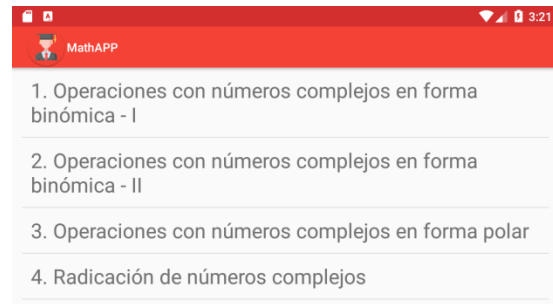 3:21
MathAPP
1. Operaciones con números complejos en forma
binómica - I
2. Operaciones con números complejos en forma
binómica - II
3. Operaciones con números complejos en forma polar
4. Radicación de números complejos